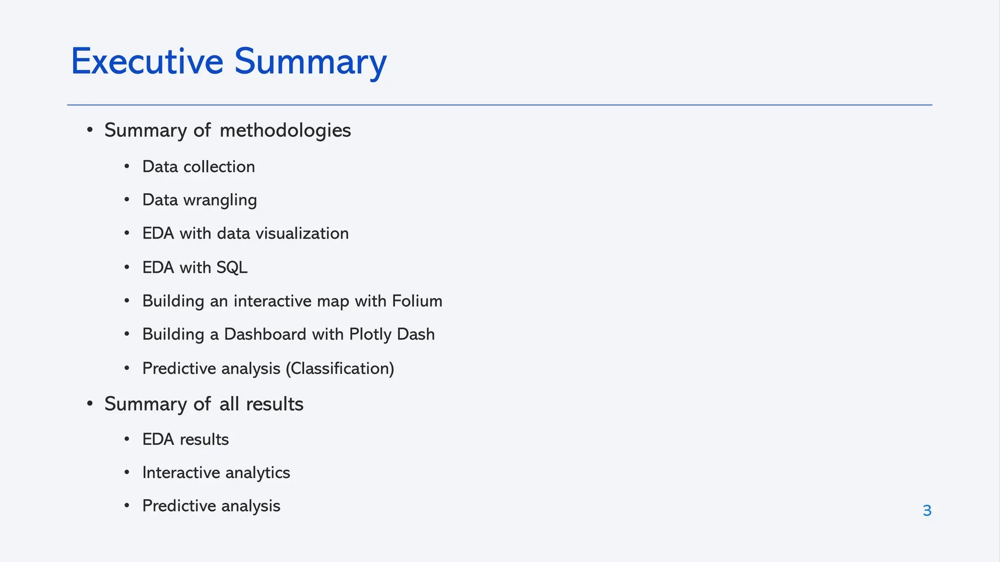 Executive Summary
• Summary of methodologies
• Data collection
• Data wrangling
• EDA with data visualization
• EDA with SQL
• Building an interactive map with Folium
• Building a Dashboard with Plotly Dash
• Predictive analysis (Classification)
• Summary of all results
• EDA results
• Interactive analytics
• Predictive analysis
3